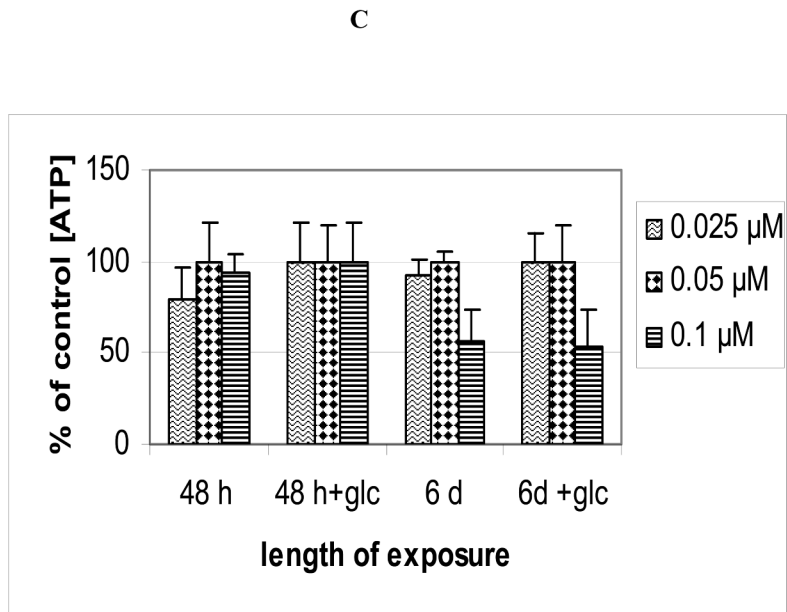 C
% of control [ATP]
150
100
50
0
48 h
48 h+glc
6 d
6d +glc
length of exposure
0.025 µM
0.05 µM
0.1 µM